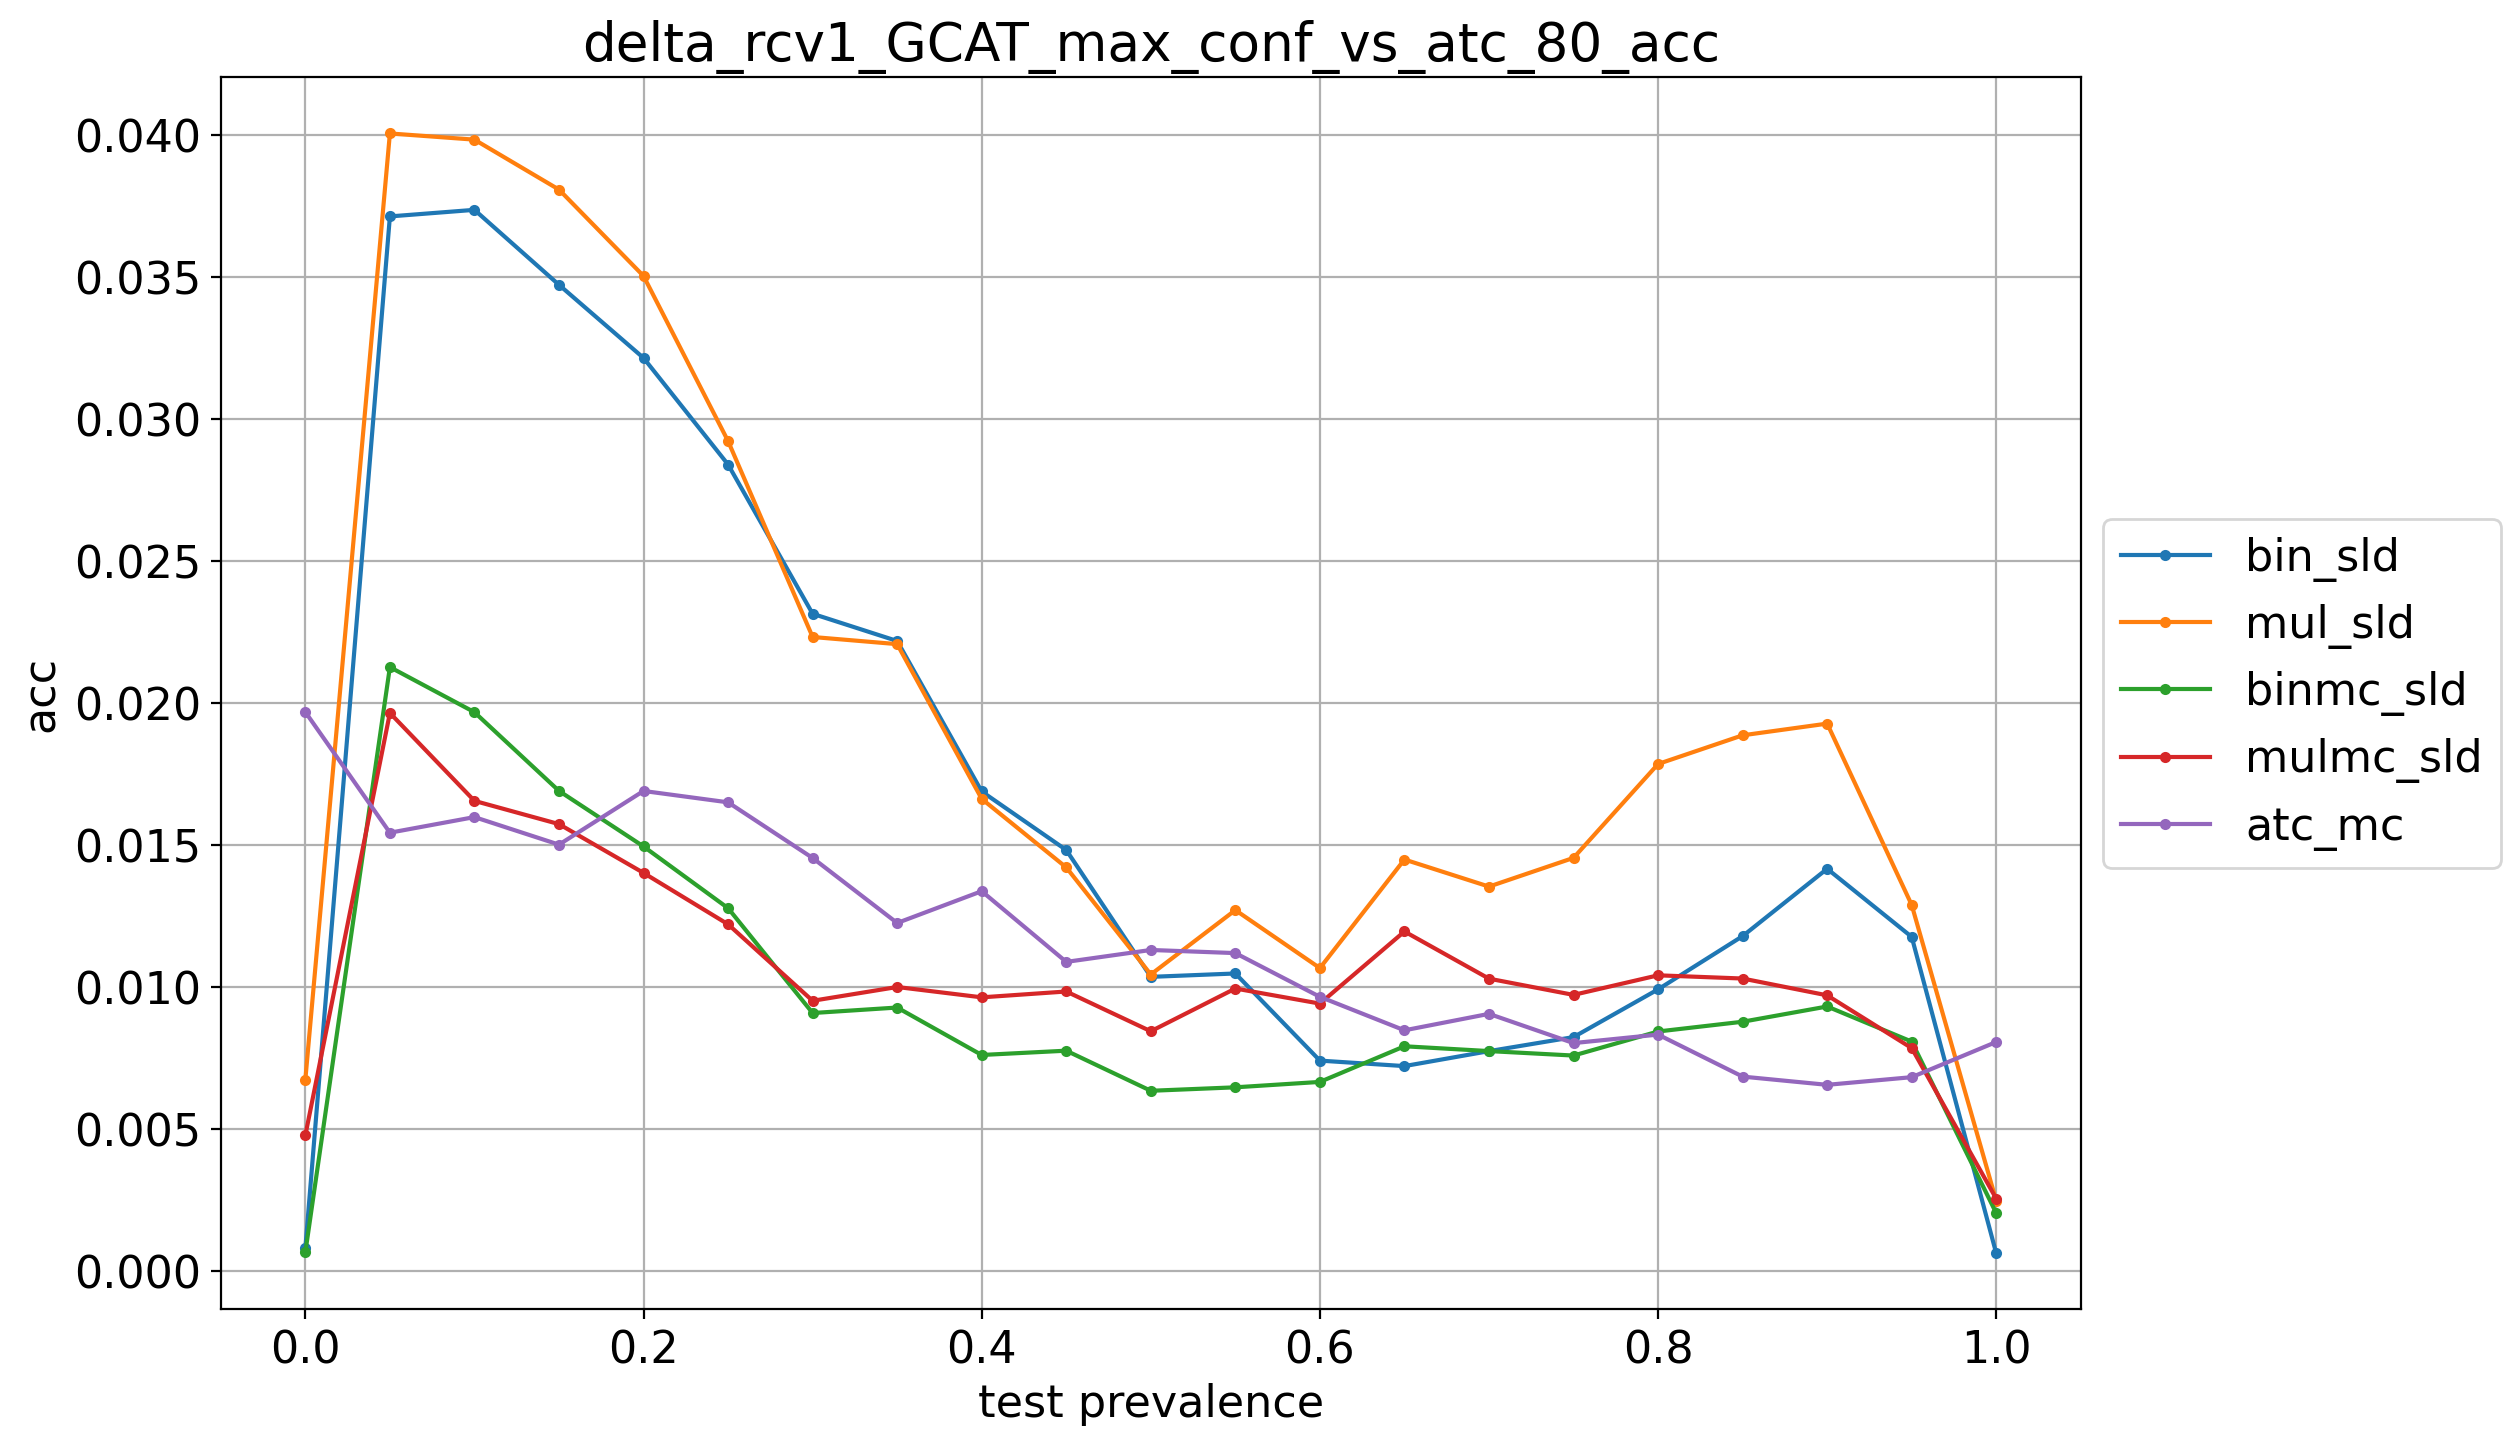 delta_rcv1_GCAT_max_conf_vs_atc_80_acc
acc
0.040
0.035
0.030
0.025
0.020
0.015
0.010
0.005
0.000
0.0 0.2 0.4 0.6 0.8 1.0
test prevalence
bin_sld
mul_sld
binmc_sld
mulmc_sld
atc_mc